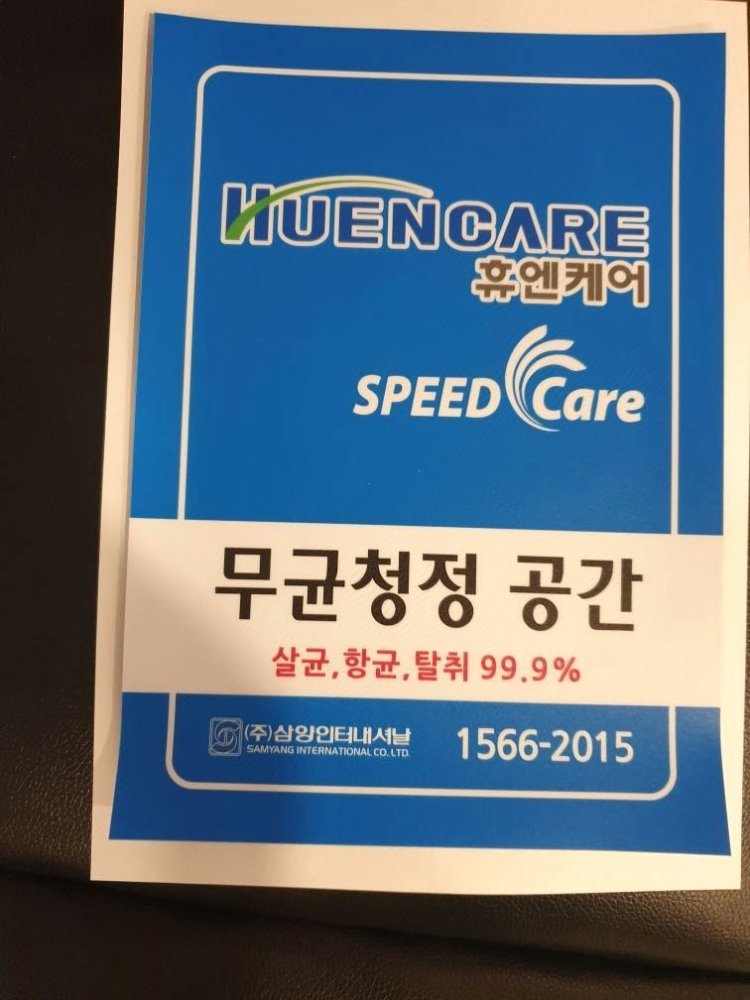 HUENCARE
휴엔케어
SPEED Care
무균청정 공간
살균,항균,탈취 99.9%
(주)삼양인터내셔날
SAMYANG INTERNATIONAL CO., LTD.
1566-2015